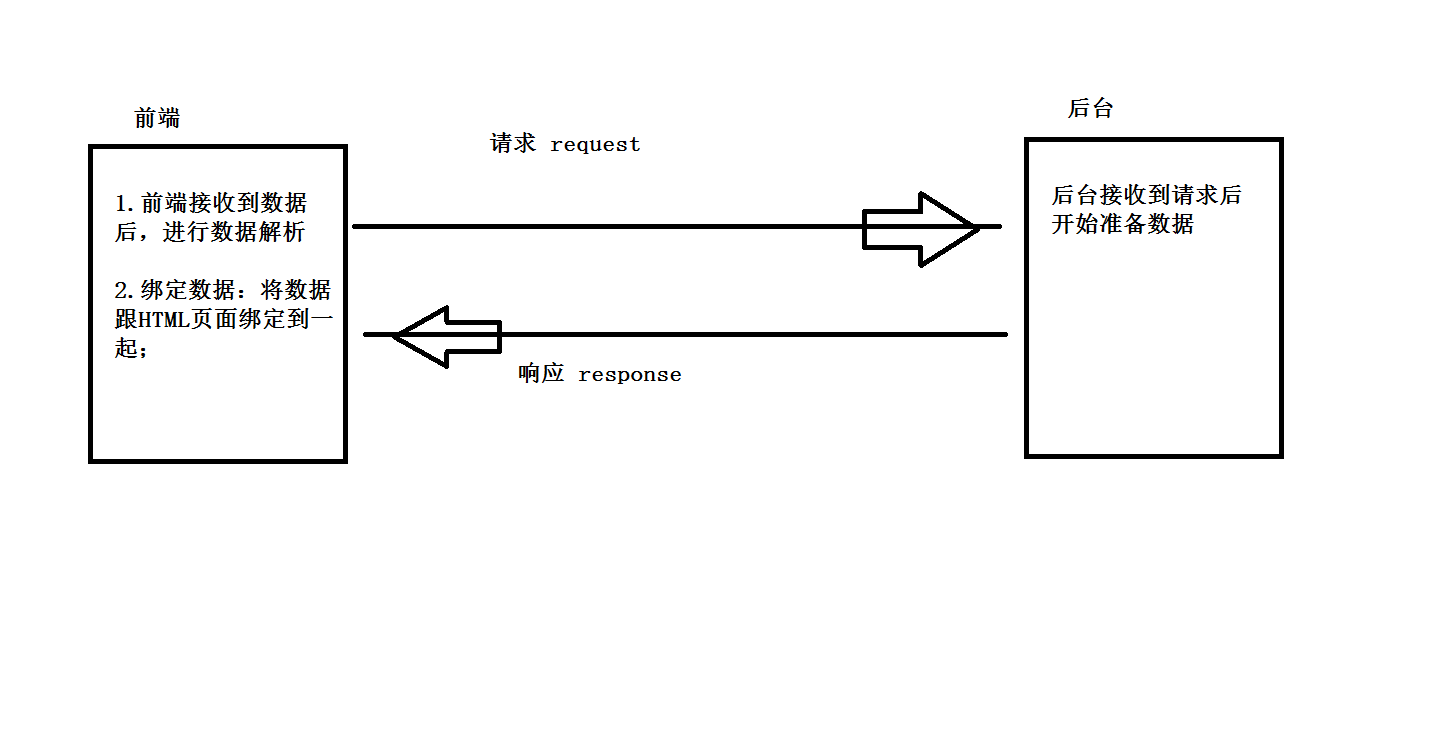 前端
1.前端接收到数据
后，进行数据解析
2.绑定数据：将数据
跟HTML页面绑定到一
起；
请求 request
响应 response
后台
后台接收到请求后
开始准备数据